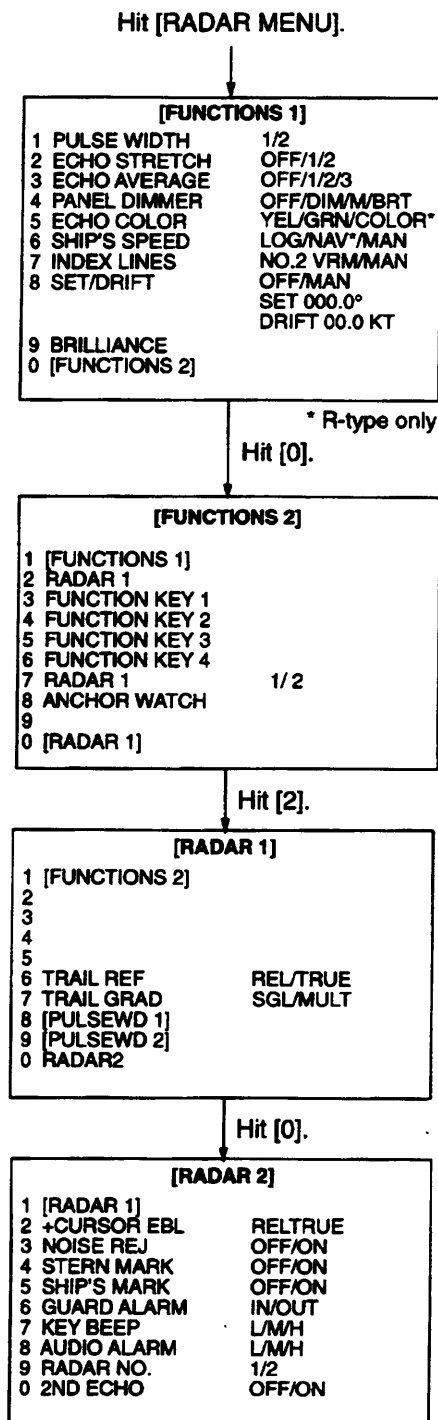 Hit [RADAR MENU].
[FUNCTIONS 1]
1 PULSE WIDTH 1/2
2 ECHO STRETCH OFF/1/2
3 ECHO AVERAGE OFF/1/2/3
4 PANEL DIMMER OFF/DIM/M/BRT
5 ECHO COLOR YEL/GRN/COLOR*
6 SHIP'S SPEED LOG/NAV*/MAN
7 INDEX LINES NO.2 VRM/MAN
8 SET/DRIFT OFF/MAN
SET 000.0°
DRIFT 00.0 KT
9 BRILLIANCE
0 [FUNCTIONS 2]
* R-type only
Hit [0].
[FUNCTIONS 2]
1 [FUNCTIONS 1]
2 RADAR 1
3 FUNCTION KEY 1
4 FUNCTION KEY 2
5 FUNCTION KEY 3
6 FUNCTION KEY 4
7 RADAR 1 1/ 2
8 ANCHOR WATCH
9
0 [RADAR 1]
Hit [2].
[RADAR 1]
1 [FUNCTIONS 2]
2
3
4
5
6 TRAIL REF REL/TRUE
7 TRAIL GRAD SGL/MULT
8 [PULSEWD 1]
9 [PULSEWD 2]
0 RADAR2
Hit [0].
[RADAR 2]
1 [RADAR 1]
2 +CURSOR EBL RELTRUE
3 NOISE REJ OFF/ON
4 STERN MARK OFF/ON
5 SHIP'S MARK OFF/ON
6 GUARD ALARM IN/OUT
7 KEY BEEP L/M/H
8 AUDIO ALARM L/M/H
9 RADAR NO. 1/2
0 2ND ECHO OFF/ON